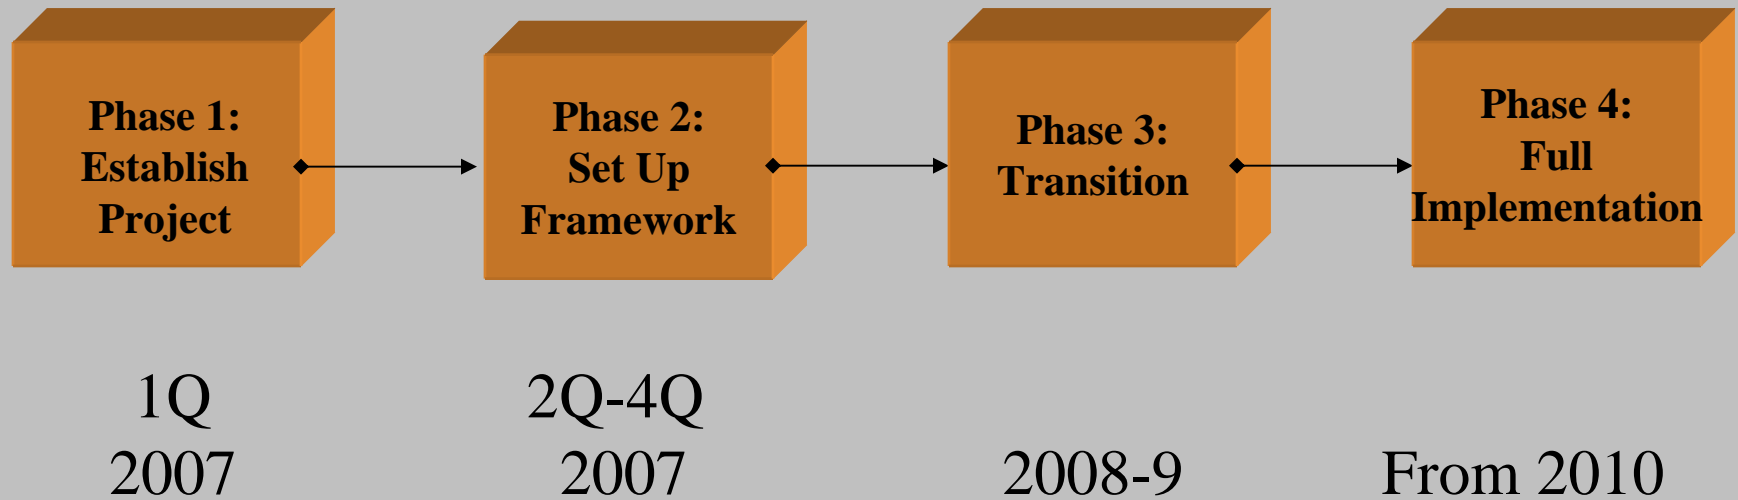 Phase 1:
Establish
Project
Phase 2:
Set Up
Framework
Phase 3:
Transition
Phase 4:
Full
Implementation
1Q
2007
2Q-4Q
2007
2008-9
From 2010